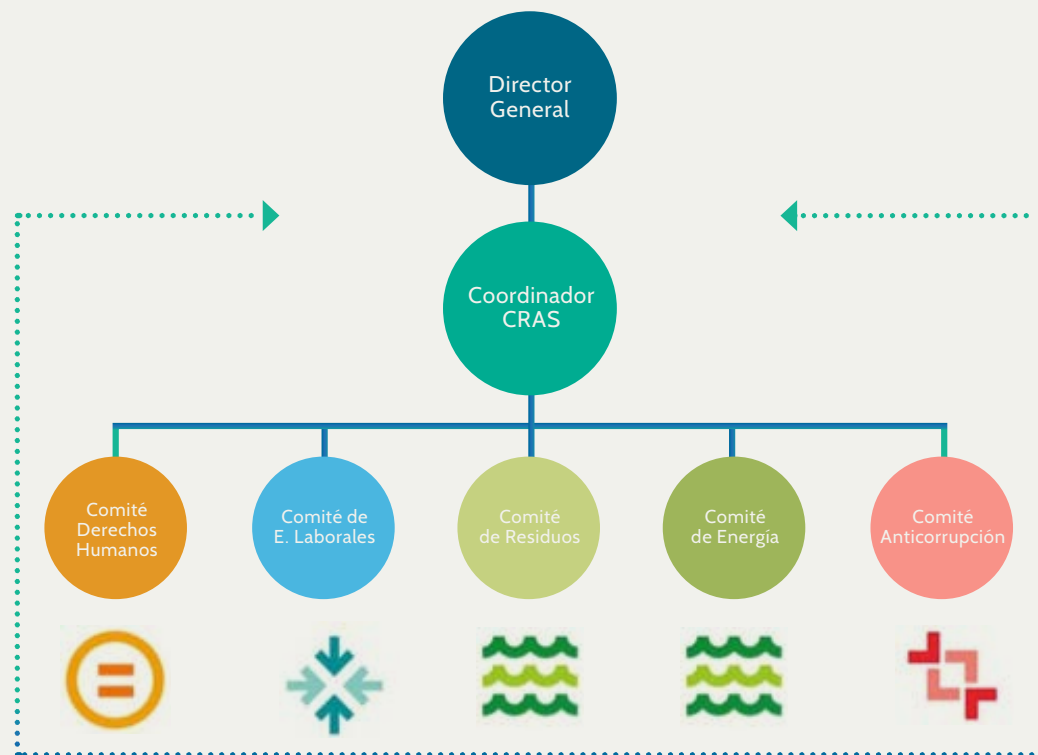 Director
General
Coordinador
CRAS
Comité
Derechos
Humanos
Comité de
E. Laborales
Comité
de Residuos
Comité
de Energía
Comité
Anticorrupción